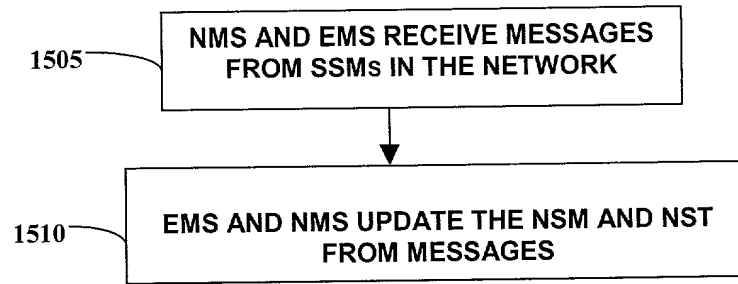 1505
NMS AND EMS RECEIVE MESSAGES
FROM SSMs IN THE NETWORK
1510
EMS AND NMS UPDATE THE NSM AND NST
FROM MESSAGES